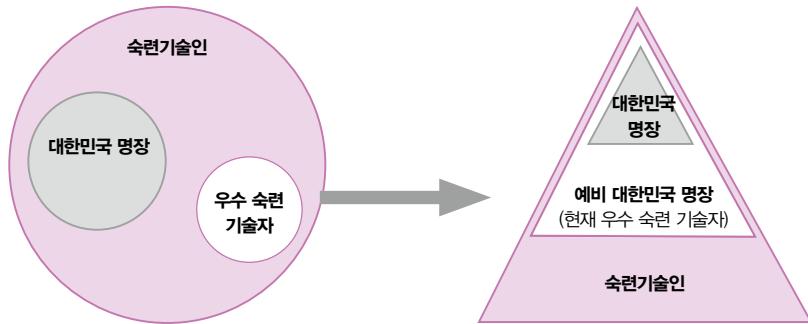 숙련기술인
대한민국 명장
우수 숙련
기술자
대한민국
명장
예비 대한민국 명장
(현재 우수 숙련 기술자)
숙련기술인